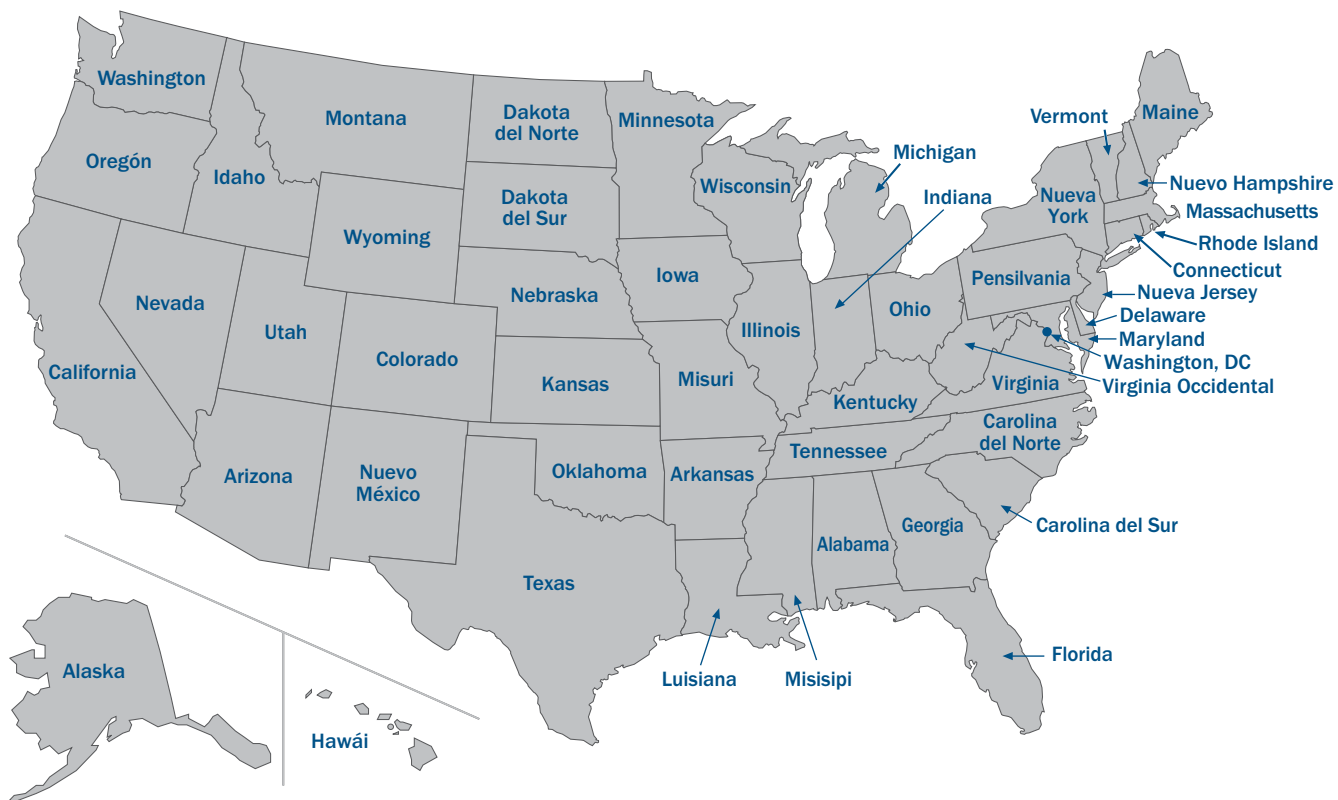 Washington
Montana
Dakota
del Norte
Minnesota
Vermont
Maine
Oregón
Idaho
Michigan
Wisconsin
Indiana
Nuevo Hampshire
Dakota
del Sur
Nueva
York
Massachusetts
Wyoming
Rhode Island
Connecticut
Iowa
Pensilvania
Nebraska
Nueva Jersey
Nevada
Ohio
Delaware
Utah
Illinois
Maryland
Colorado
Washington, DC
California
Kansas
Misuri
Virginia
Virginia Occidental
Kentucky
Carolina
del Norte
Tennessee
Arizona
Nuevo
México
Oklahoma
Arkansas
Georgia
Carolina del Sur
Alabama
Texas
Florida
Alaska
Luisiana
Misisipi
Hawái